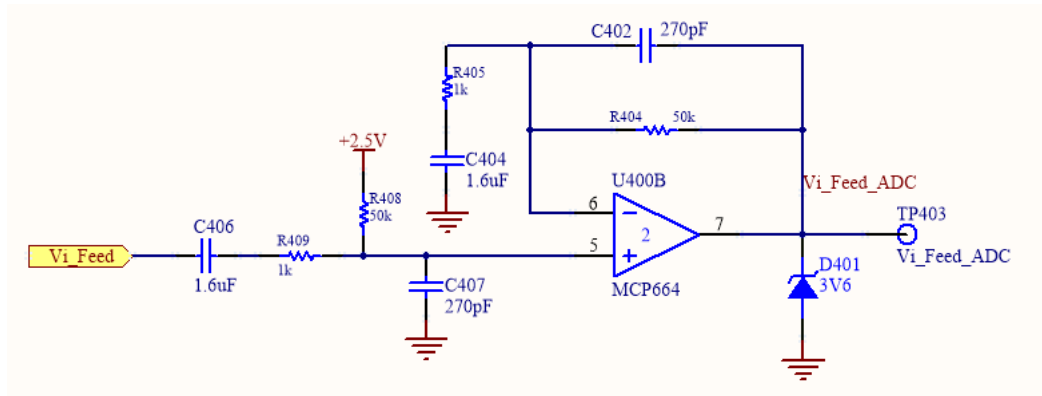 C402
270pF
R405
1k
R404
50k
+2.5V
C404
1.6uF
U400B
Vi_Feed_ADC
R408
50k
6
7
TP403
C406
R409
2
Vi_Feed
5
Vi_Feed_ADC
1k
D401
1.6uF
C407
MCP664
3V6
270pF